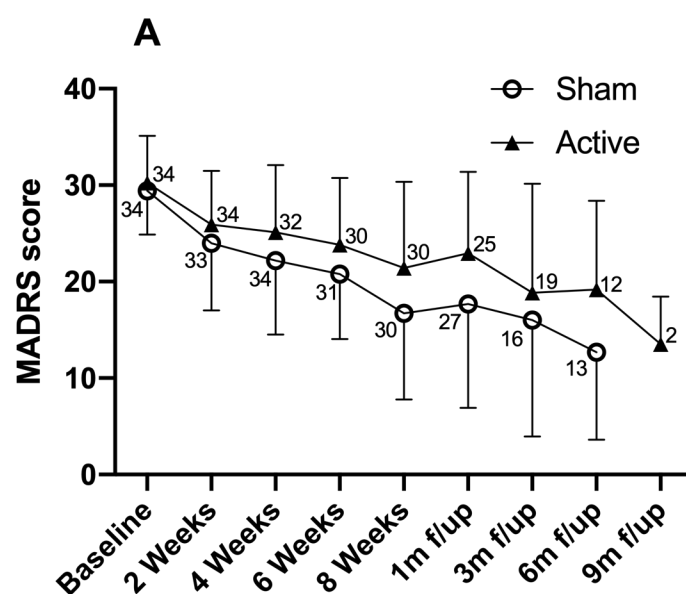 A
40
30
20
10
0
MADRS score
Sham
Active
34
34
34
33
32
34
30
31
30
30
25
27
19
16
12
13
2
Baseline
2 Weeks
4 Weeks
6 Weeks
8 Weeks
1m f/up
3m f/up
6m f/up
9m f/up